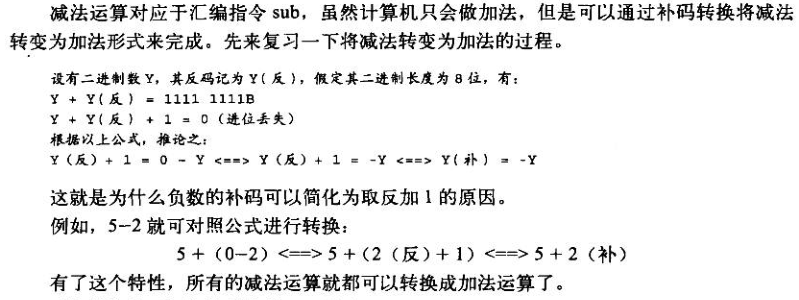 减法运算对应于汇编指令 sub，虽然计算机只会做加法，但是可以通过补码转换将减法
转变为加法形式来完成。先来复习一下将减法转变为加法的过程。
设有二进制数 Y，其反码记为 Y(反)，假定其二进制长度为 8 位，有：
Y + Y(反) = 1111 1111B
Y + Y(反) + 1 = 0（进位丢失）
根据以上公式，推论之：
Y（反）+ 1 = 0 - Y <==> Y（反）+ 1 = -Y <==> Y(补) = -Y
这就是为什么负数的补码可以简化为取反加 1 的原因。
例如，5--2 就可对照公式进行转换：
5 +（0--2）<==> 5 +（2（反）+ 1）<==> 5 + 2（补）
有了这个特性，所有的减法运算就都可以转换成加法运算了。